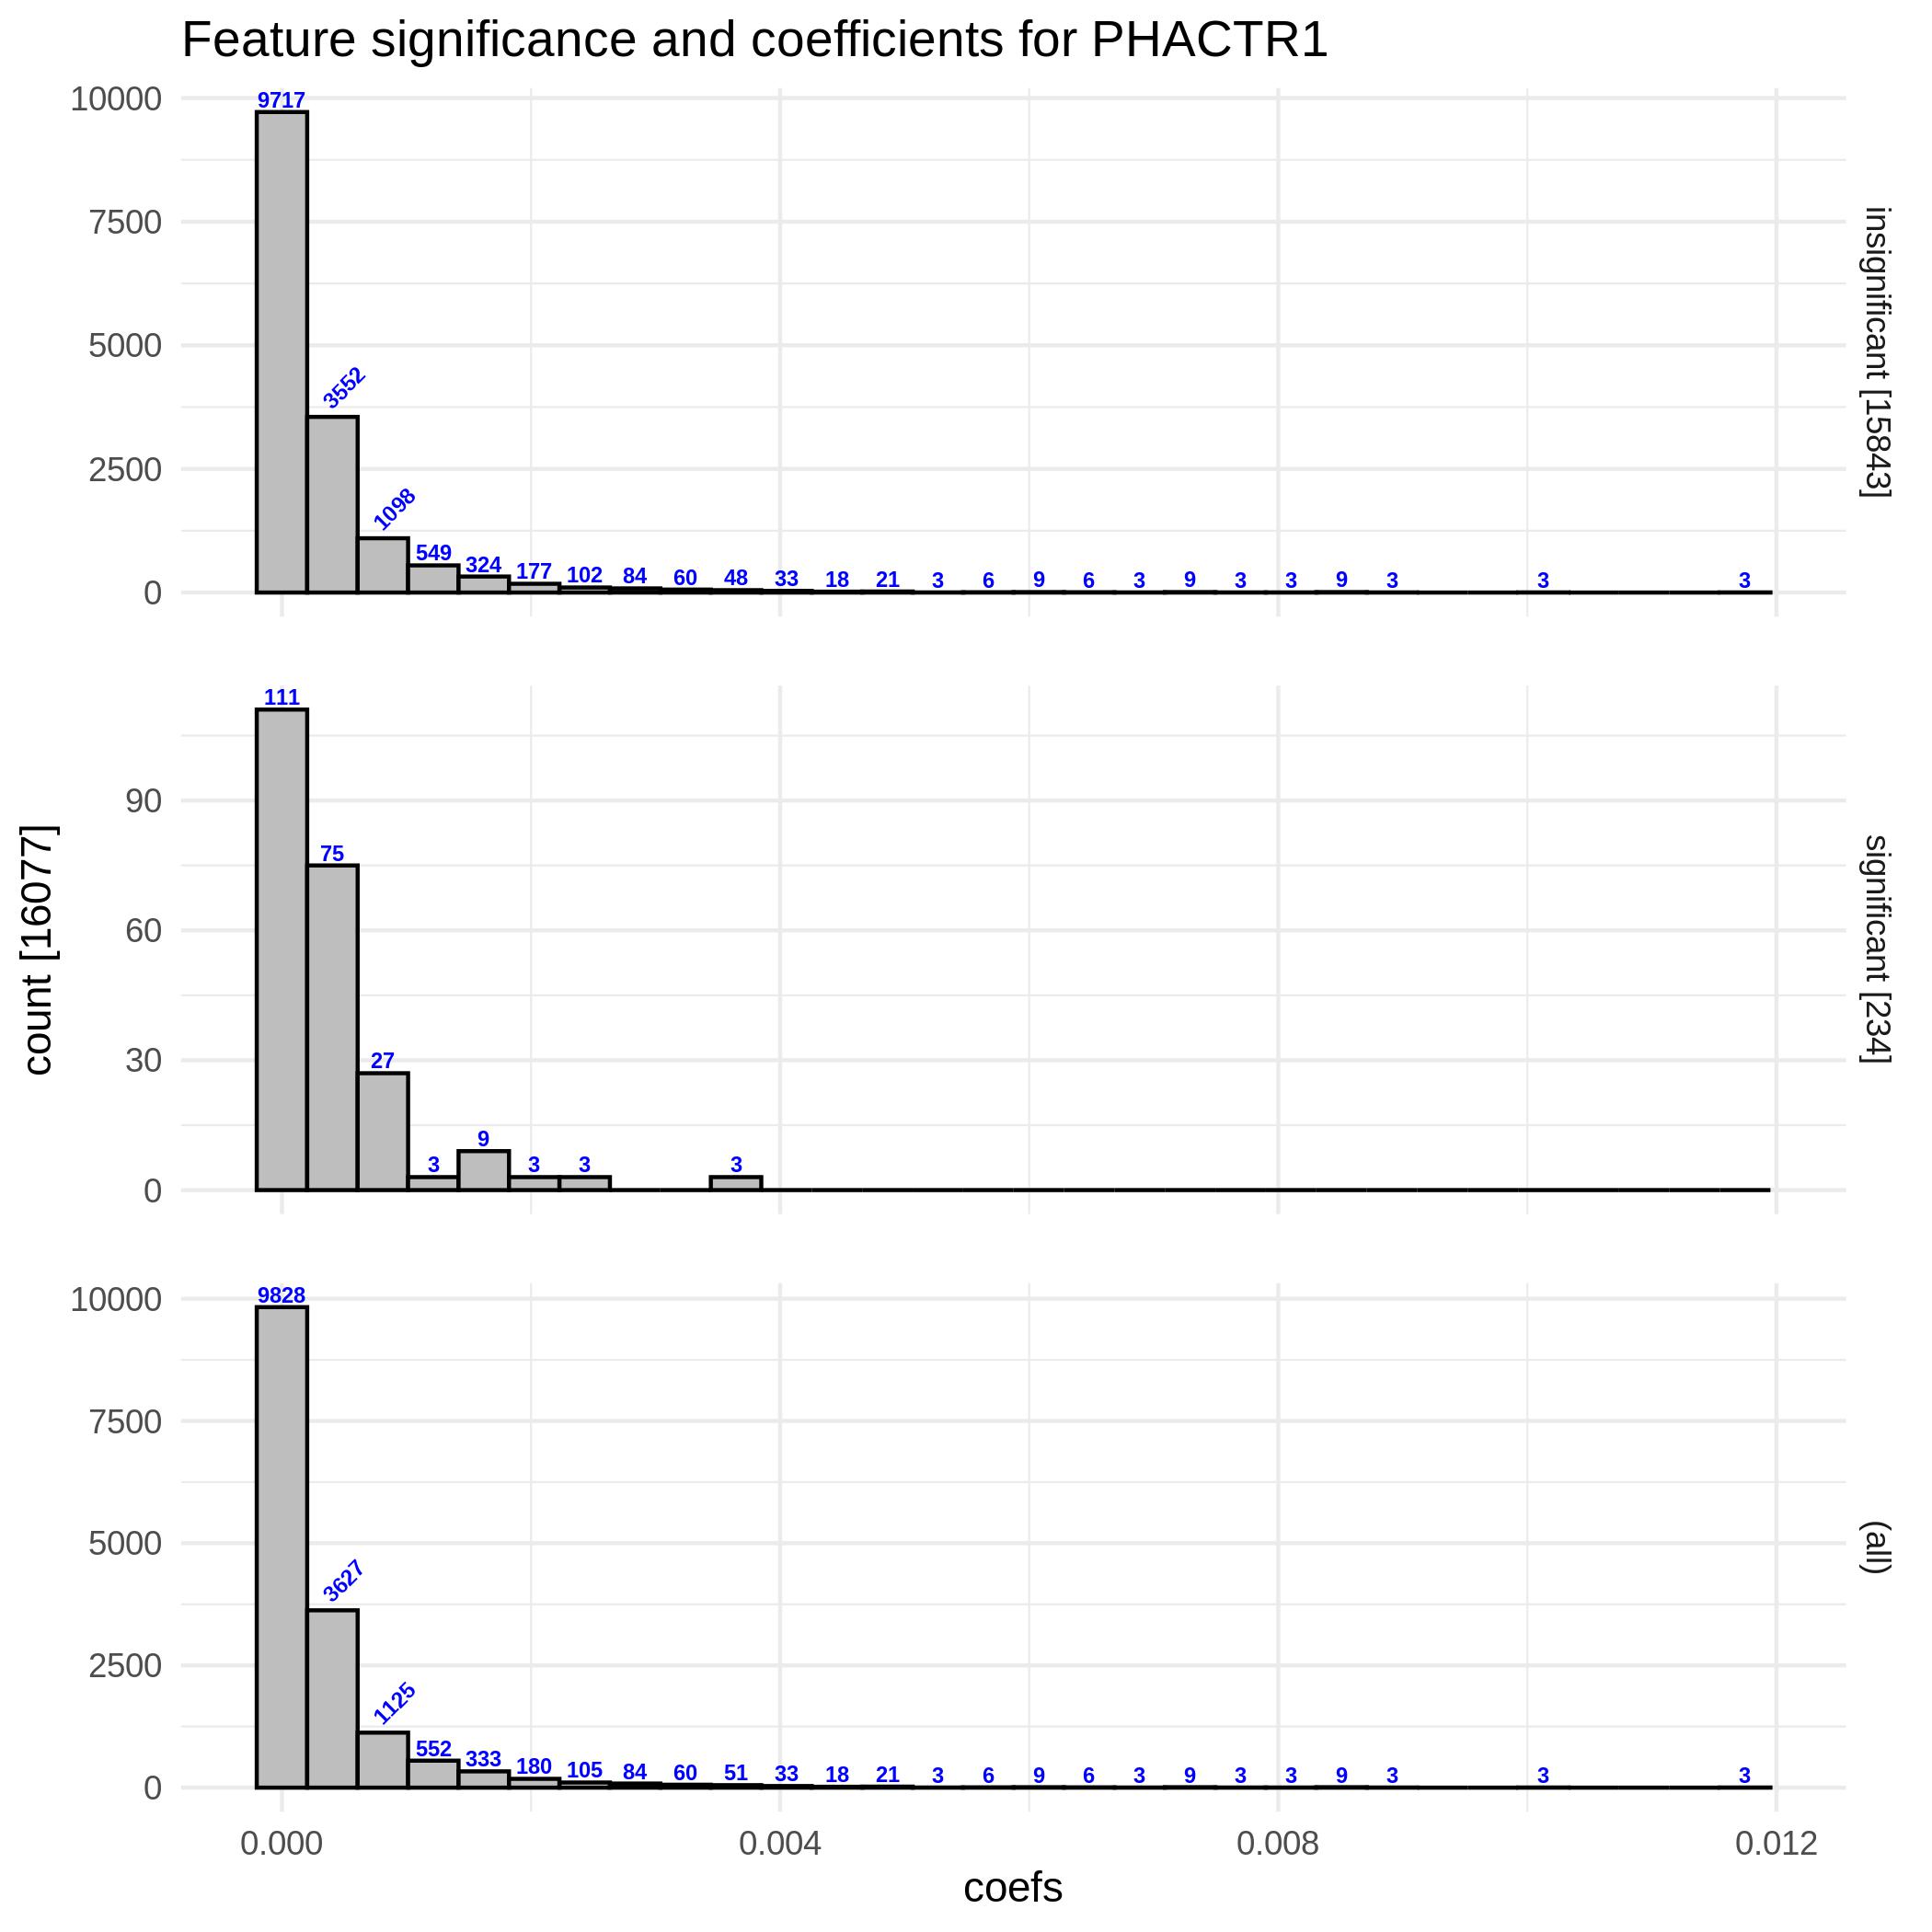 Feature significance and coefficients for PHACTR1
10000
7500
5000
2500
0
9717
3552
1098
549 324 177 102 84 60 48 33 18 21 3 6 9 6 3 9 3 3 9 3 3 3
insignificant [15843]
count [16077]
90
60
30
0
111
75
27
3 9 3 3 3
significant [234]
10000
7500
5000
2500
0
9828
3627
1125
552 333 180 105 84 60 51 33 18 21 3 6 9 6 3 9 3 3 9 3 3 3
(all)
0.000 0.004 0.008 0.012
coefs